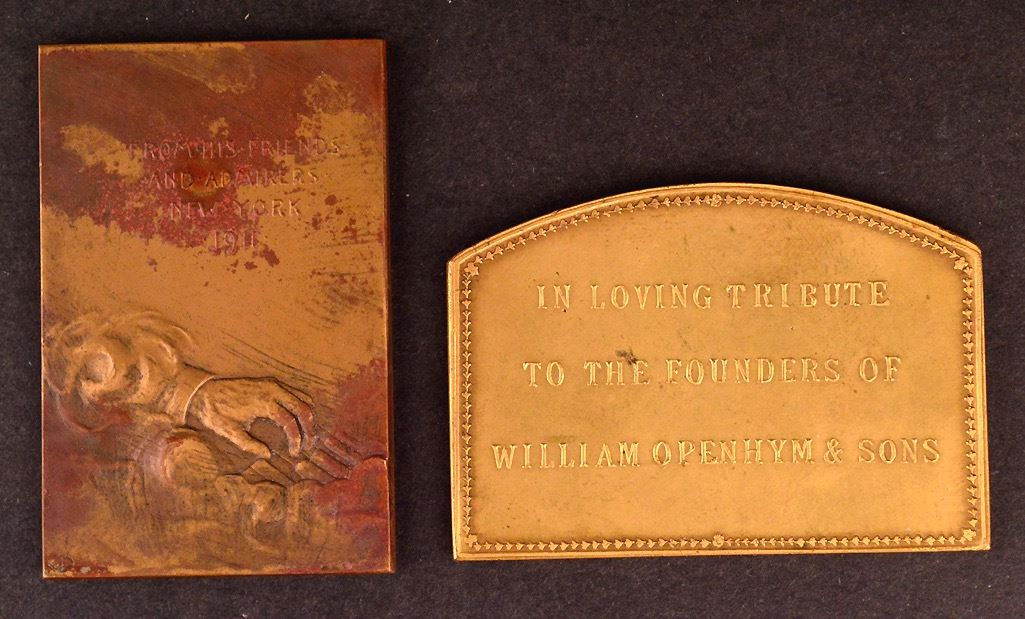 FROM HIS FRIENDS
AND ADMIRERS
NEW YORK
1911
IN LOVING TRIBUTE
TO THE FOUNDERS OF
WILLIAM OPENHYM & SONS